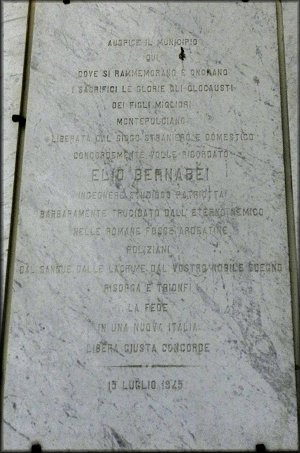 AUSPICE IL MUNICIPIO
QUI
DOVE SI RAMMEMORANO E ONORANO
I SACRIFICI LE GLORIE GLI OLOCAUSTI
DEI FIGLI MIGLIORI
MONTEPULCIANO
LIBERATA DAL GIOGO STRANIERO E DOMESTICO
CONCORDEMENTE VOLLE RICORDATO
ELIO BERNABEI
INGEGNERE STUDIOSO PATRIOTTA
BARBARAMENTE TRUCIDATO DALL'ETERNO NEMICO
NELLE ROMANE FOSSE ARDEATINE
POLIZIANI
DAL SANGUE DALLE LACRIME DAL VOSTRO NOBILE SDEGNO
RISORGA E TRIONFI
LA FEDE
IN UNA NUOVA ITALIA
LIBERA GIUSTA CONCORDE
15 LUGLIO 1945